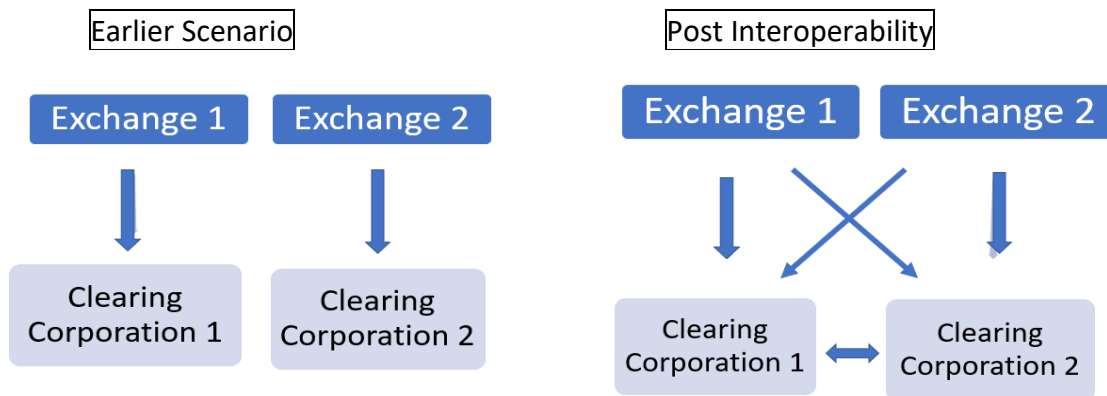 Earlier Scenario
Exchange 1
Exchange 2
Clearing
Corporation 1
Clearing
Corporation 2
Post Interoperability
Exchange 1
Exchange 2
Clearing
Corporation 1
Clearing
Corporation 2